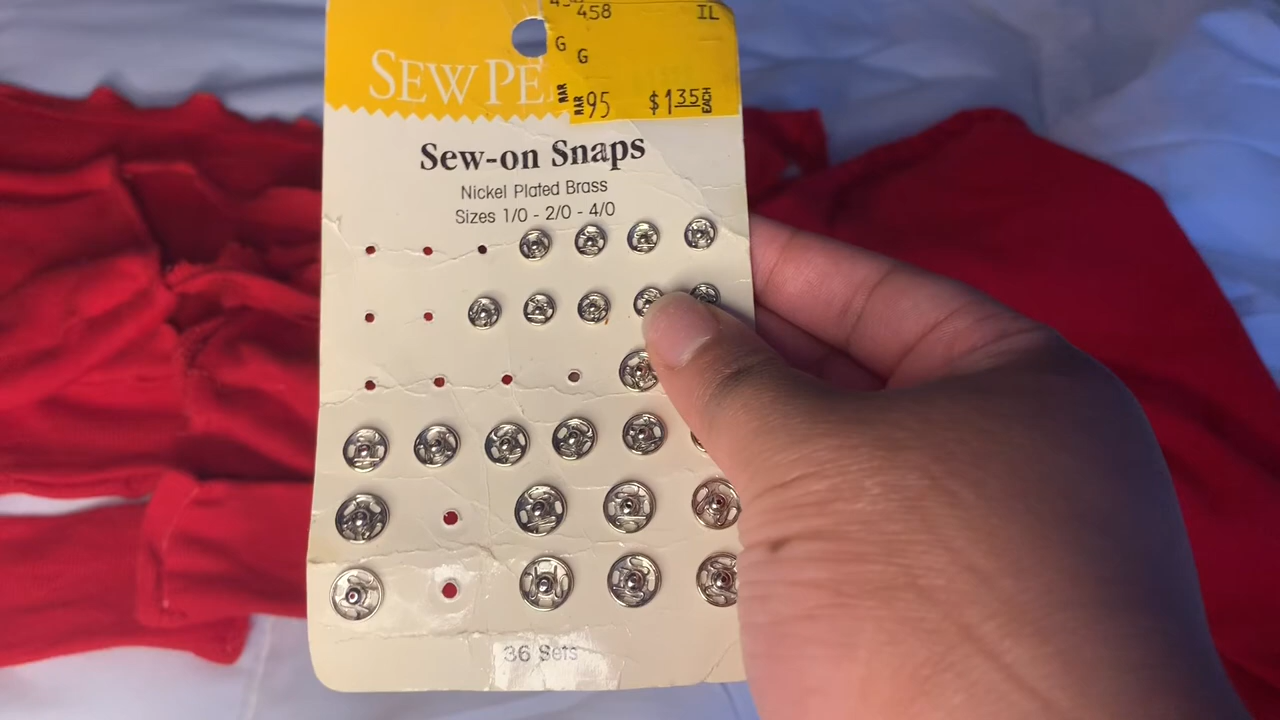 458 IL
G
G
SEW PE
MAR
MAR 95 $1.35 EACH
Sew-on Snaps
Nickel Plated Brass
Sizes 1/0 - 2/0 - 4/0
36 Sets